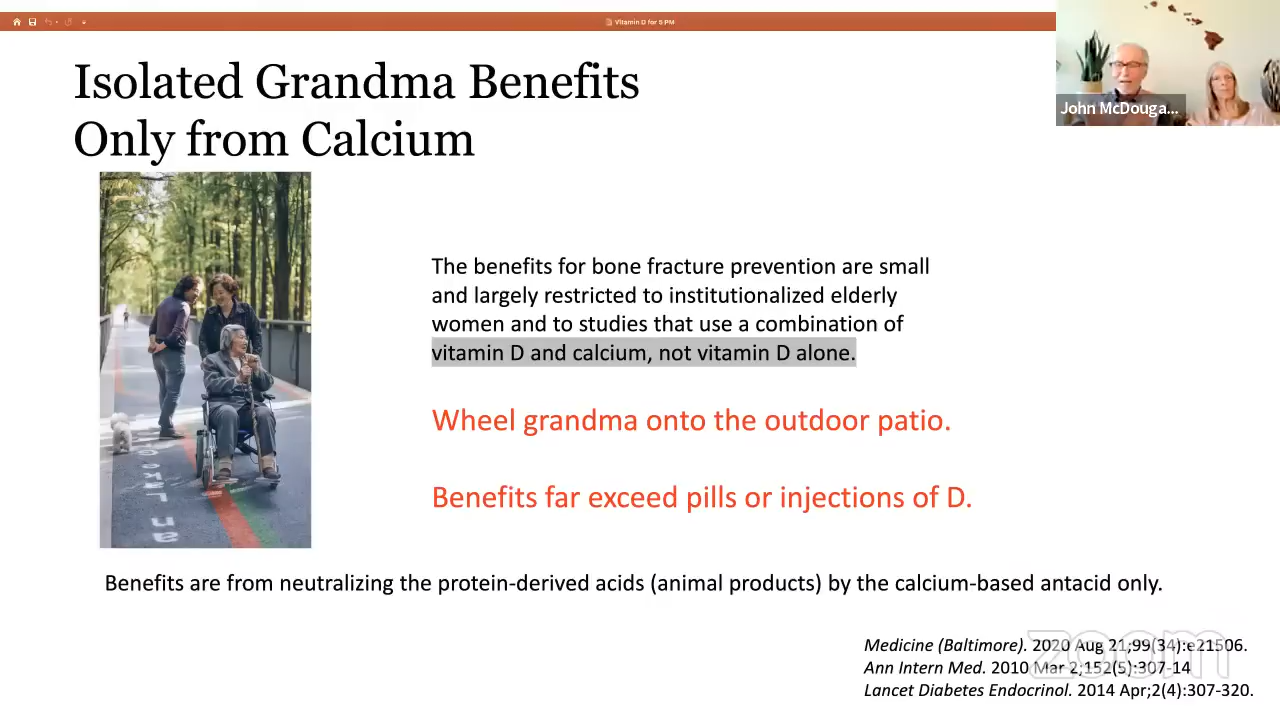 Vitamin D for 5 PM
John McDouga...
Isolated Grandma Benefits
Only from Calcium
The benefits for bone fracture prevention are small
and largely restricted to institutionalized elderly
women and to studies that use a combination of
vitamin D and calcium, not vitamin D alone.
Wheel grandma onto the outdoor patio.
Benefits far exceed pills or injections of D.
Benefits are from neutralizing the protein-derived acids (animal products) by the calcium-based antacid only.
zoom
Medicine (Baltimore). 2020 Aug 21;99(34):e21506.
Ann Intern Med. 2010 Mar 2;152(5):307-14
Lancet Diabetes Endocrinol. 2014 Apr;2(4):307-320.